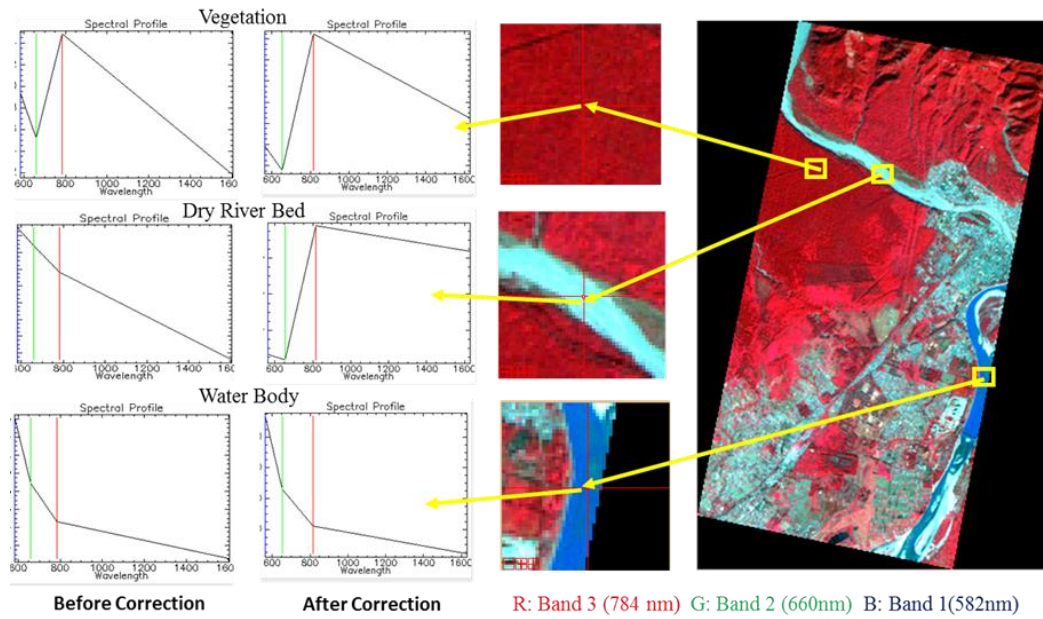 Vegetation
Spectral Profile
Spectral Profile
600 800 1000 1200 1400 160
Wavelength
600 800 1000 1200 1400 1600
Wavelength
Dry River Bed
Spectral Profile
Spectral Profile
600 800 1000 1200 1400 160
Wavelength
600 800 1000 1200 1400 1600
Wavelength
Water Body
Spectral Profile
Spectral Profile
600 800 1000 1200 1400 160
Wavelength
600 800 1000 1200 1400 1600
Wavelength
Before Correction
After Correction
R: Band 3 (784 nm) G: Band 2 (660nm) B: Band 1(582nm)